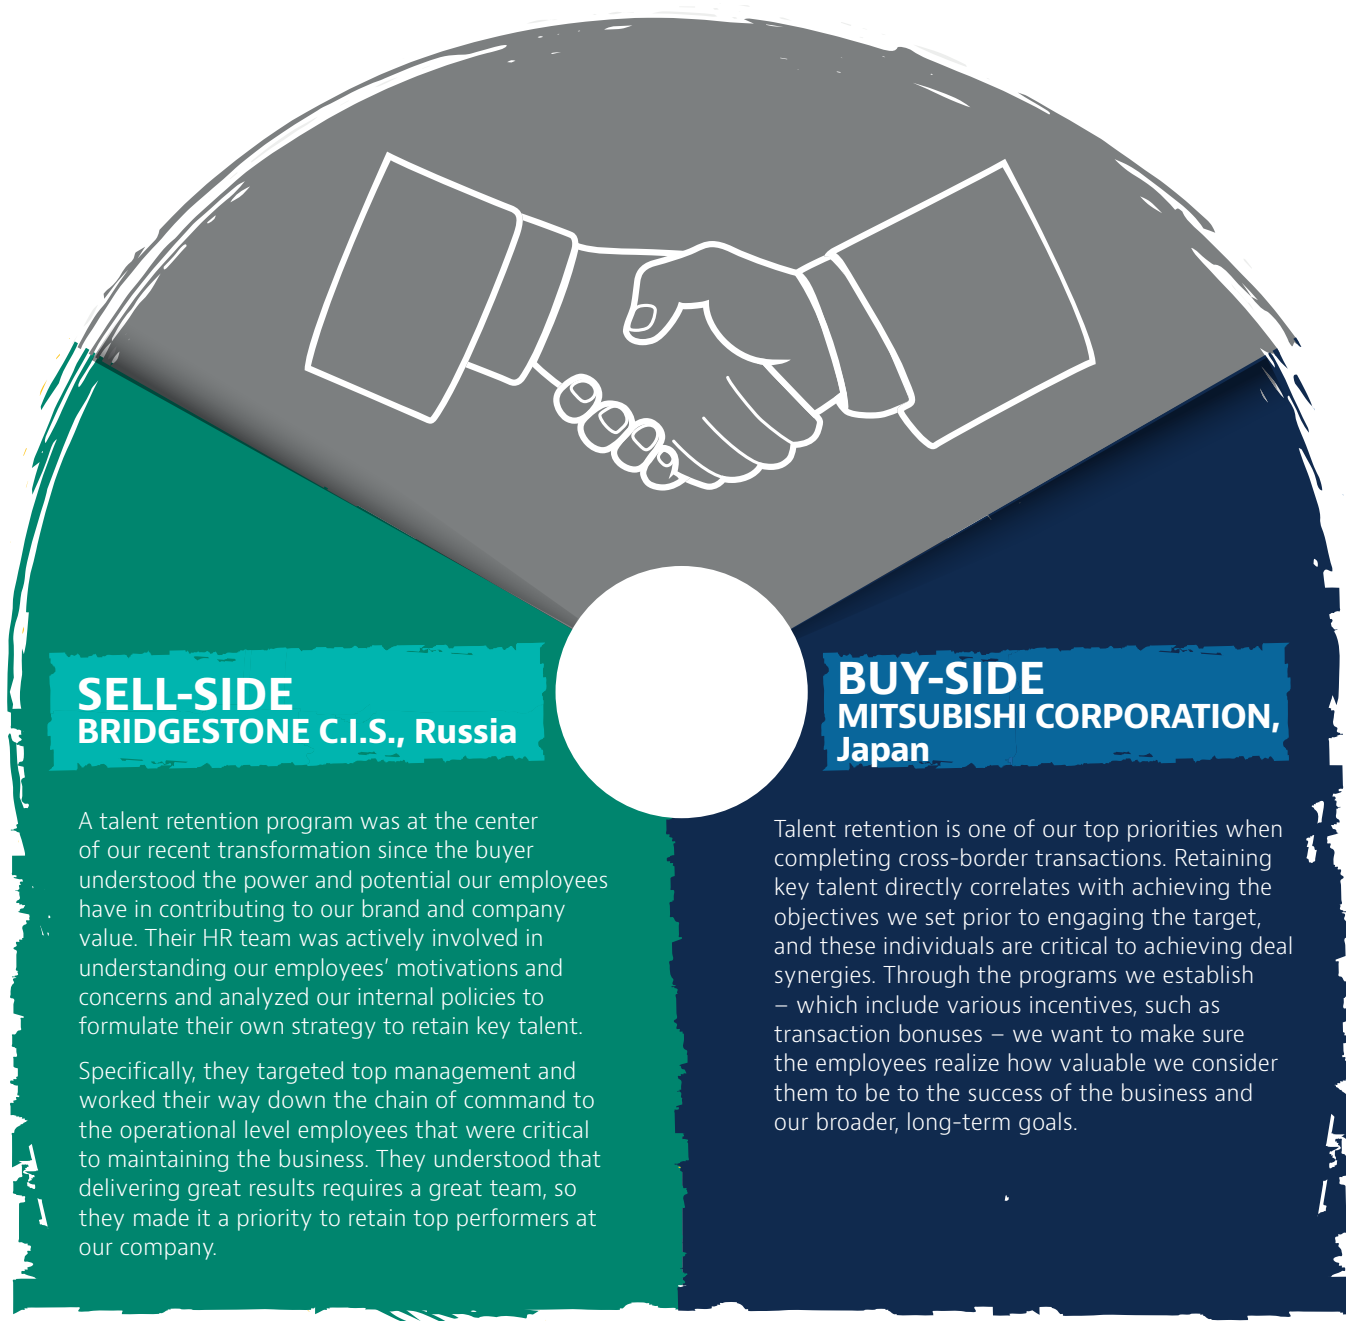 SELL-SIDE
BRIDGESTONE C.I.S., Russia
A talent retention program was at the center
of our recent transformation since the buyer
understood the power and potential our employees
have in contributing to our brand and company
value. Their HR team was actively involved in
understanding our employees’ motivations and
concerns and analyzed our internal policies to
formulate their own strategy to retain key talent.
Specifically, they targeted top management and
worked their way down the chain of command to
the operational level employees that were critical
to maintaining the business. They understood that
delivering great results requires a great team, so
they made it a priority to retain top performers at
our company.
BUY-SIDE
MITSUBISHI CORPORATION,
Japan
Talent retention is one of our top priorities when
completing cross-border transactions. Retaining
key talent directly correlates with achieving the
objectives we set prior to engaging the target,
and these individuals are critical to achieving deal
synergies. Through the programs we establish
– which include various incentives, such as
transaction bonuses – we want to make sure
the employees realize how valuable we consider
them to be to the success of the business and
our broader, long-term goals.